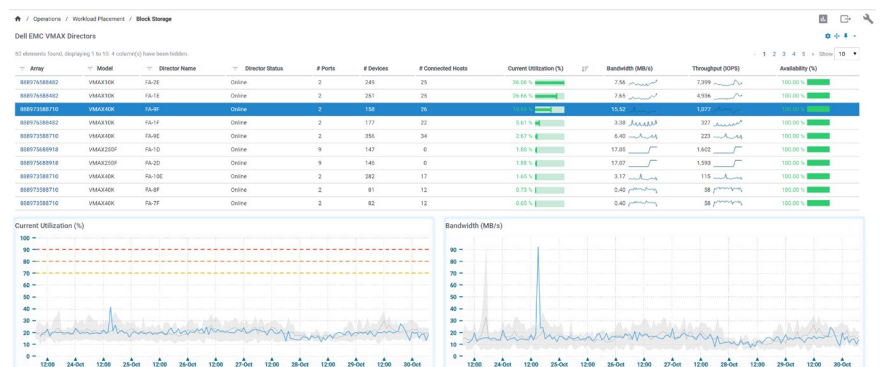 / Operations / Workload Placement / Block Storage
Dell EMC VMAX Directors
80 elements found, displaying 1 to 10. 4 column(s) have been hidden.
1 2 3 4 5 » Show 10
Array Model Director Name Director Status # Ports # Devices # Connected Hosts Current Utilization (%) Bandwidth (MB/s) Throughput (IOPS) Availability (%)
VMAX10K FA-2E Online 2 249 25 36.06 % 7.56 7,399 100.00 %
VMAX10K FA-1E Online 2 251 25 26.66 % 7.65 4,936 100.00 %
888973588710 VMAX40K FA-9F Online 2 158 26 15.52 1,077 100.00 %
VMAX10K FA-1F Online 2 177 22 5.61 % 3.38 327 100.00 %
888973588710 VMAX40K FA-9E Online 2 356 34 2.67 % 6.40 223 100.00 %
888975688918 VMAX250F FA-1D Online 9 147 0 1.88 % 17.05 1,602 100.00 %
888975688918 VMAX250F FA-2D Online 9 146 0 1.88 % 17.07 1,593 100.00 %
888973588710 VMAX40K FA-10E Online 2 282 17 1.65 % 3.17 115 100.00 %
888973588710 VMAX40K FA-8F Online 2 81 12 0.73 % 0.40 58 100.00 %
888973588710 VMAX40K FA-7F Online 2 82 12 0.65 % 0.40 58 100.00 %
Current Utilization (%)
100
90
80
70
60
50
40
30
20
10
0
12:00 24-Oct 12:00 25-Oct 12:00 26-Oct 12:00 27-Oct 12:00 28-Oct 12:00 29-Oct 12:00 30-Oct
Bandwidth (MB/s)
90
80
70
60
50
40
30
20
10
0
12:00 24-Oct 12:00 25-Oct 12:00 26-Oct 12:00 27-Oct 12:00 28-Oct 12:00 29-Oct 12:00 30-Oct